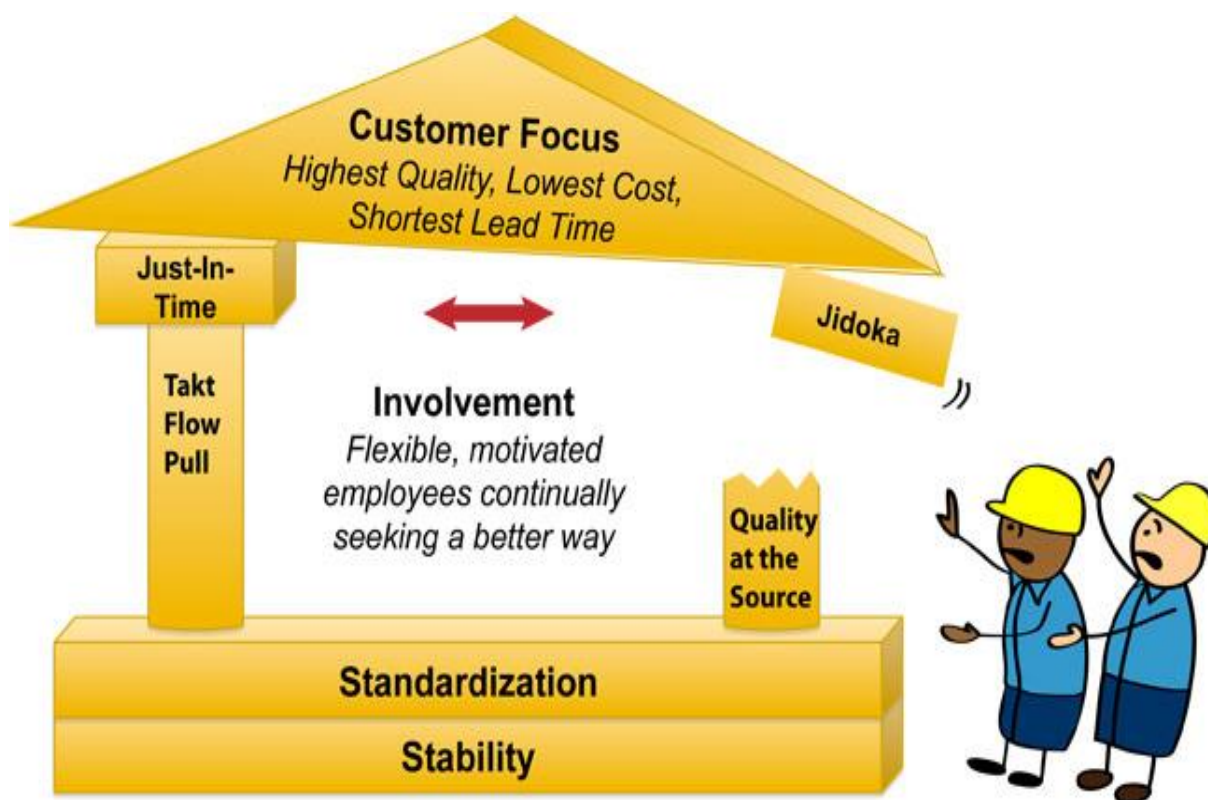 Customer Focus
Highest Quality, Lowest Cost,
Shortest Lead Time
Just-In-
Time
Jidoka
Takt
Flow
Pull
Involvement
Flexible, motivated
employees continually
seeking a better way
Quality
at the
Source
Standardization
Stability